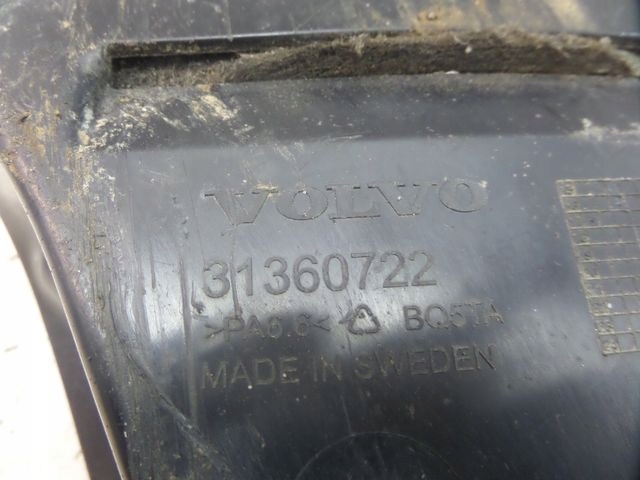 VOLVO
31360722
>PA6.6< BQ5TA
MADE IN SWEDEN